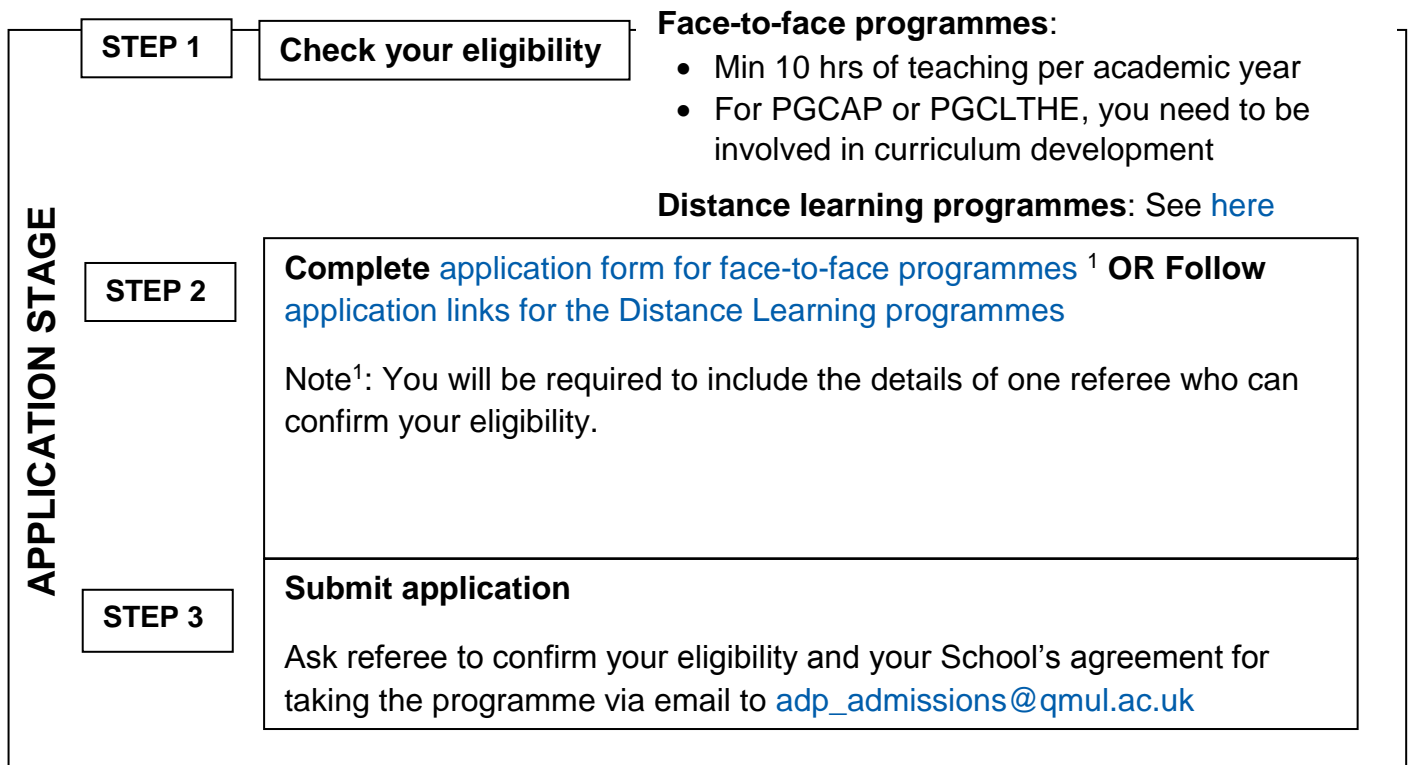 APPLICATION STAGE
STEP 1
Check your eligibility
Face-to-face programmes:
• Min 10 hrs of teaching per academic year
• For PGCAP or PGCLTHE, you need to be
involved in curriculum development
Distance learning programmes: See here
STEP 2
Complete application form for face-to-face programmes ¹ OR Follow
application links for the Distance Learning programmes
Note¹: You will be required to include the details of one referee who can
confirm your eligibility.
STEP 3
Submit application
Ask referee to confirm your eligibility and your School’s agreement for
taking the programme via email to adp_admissions@qmul.ac.uk